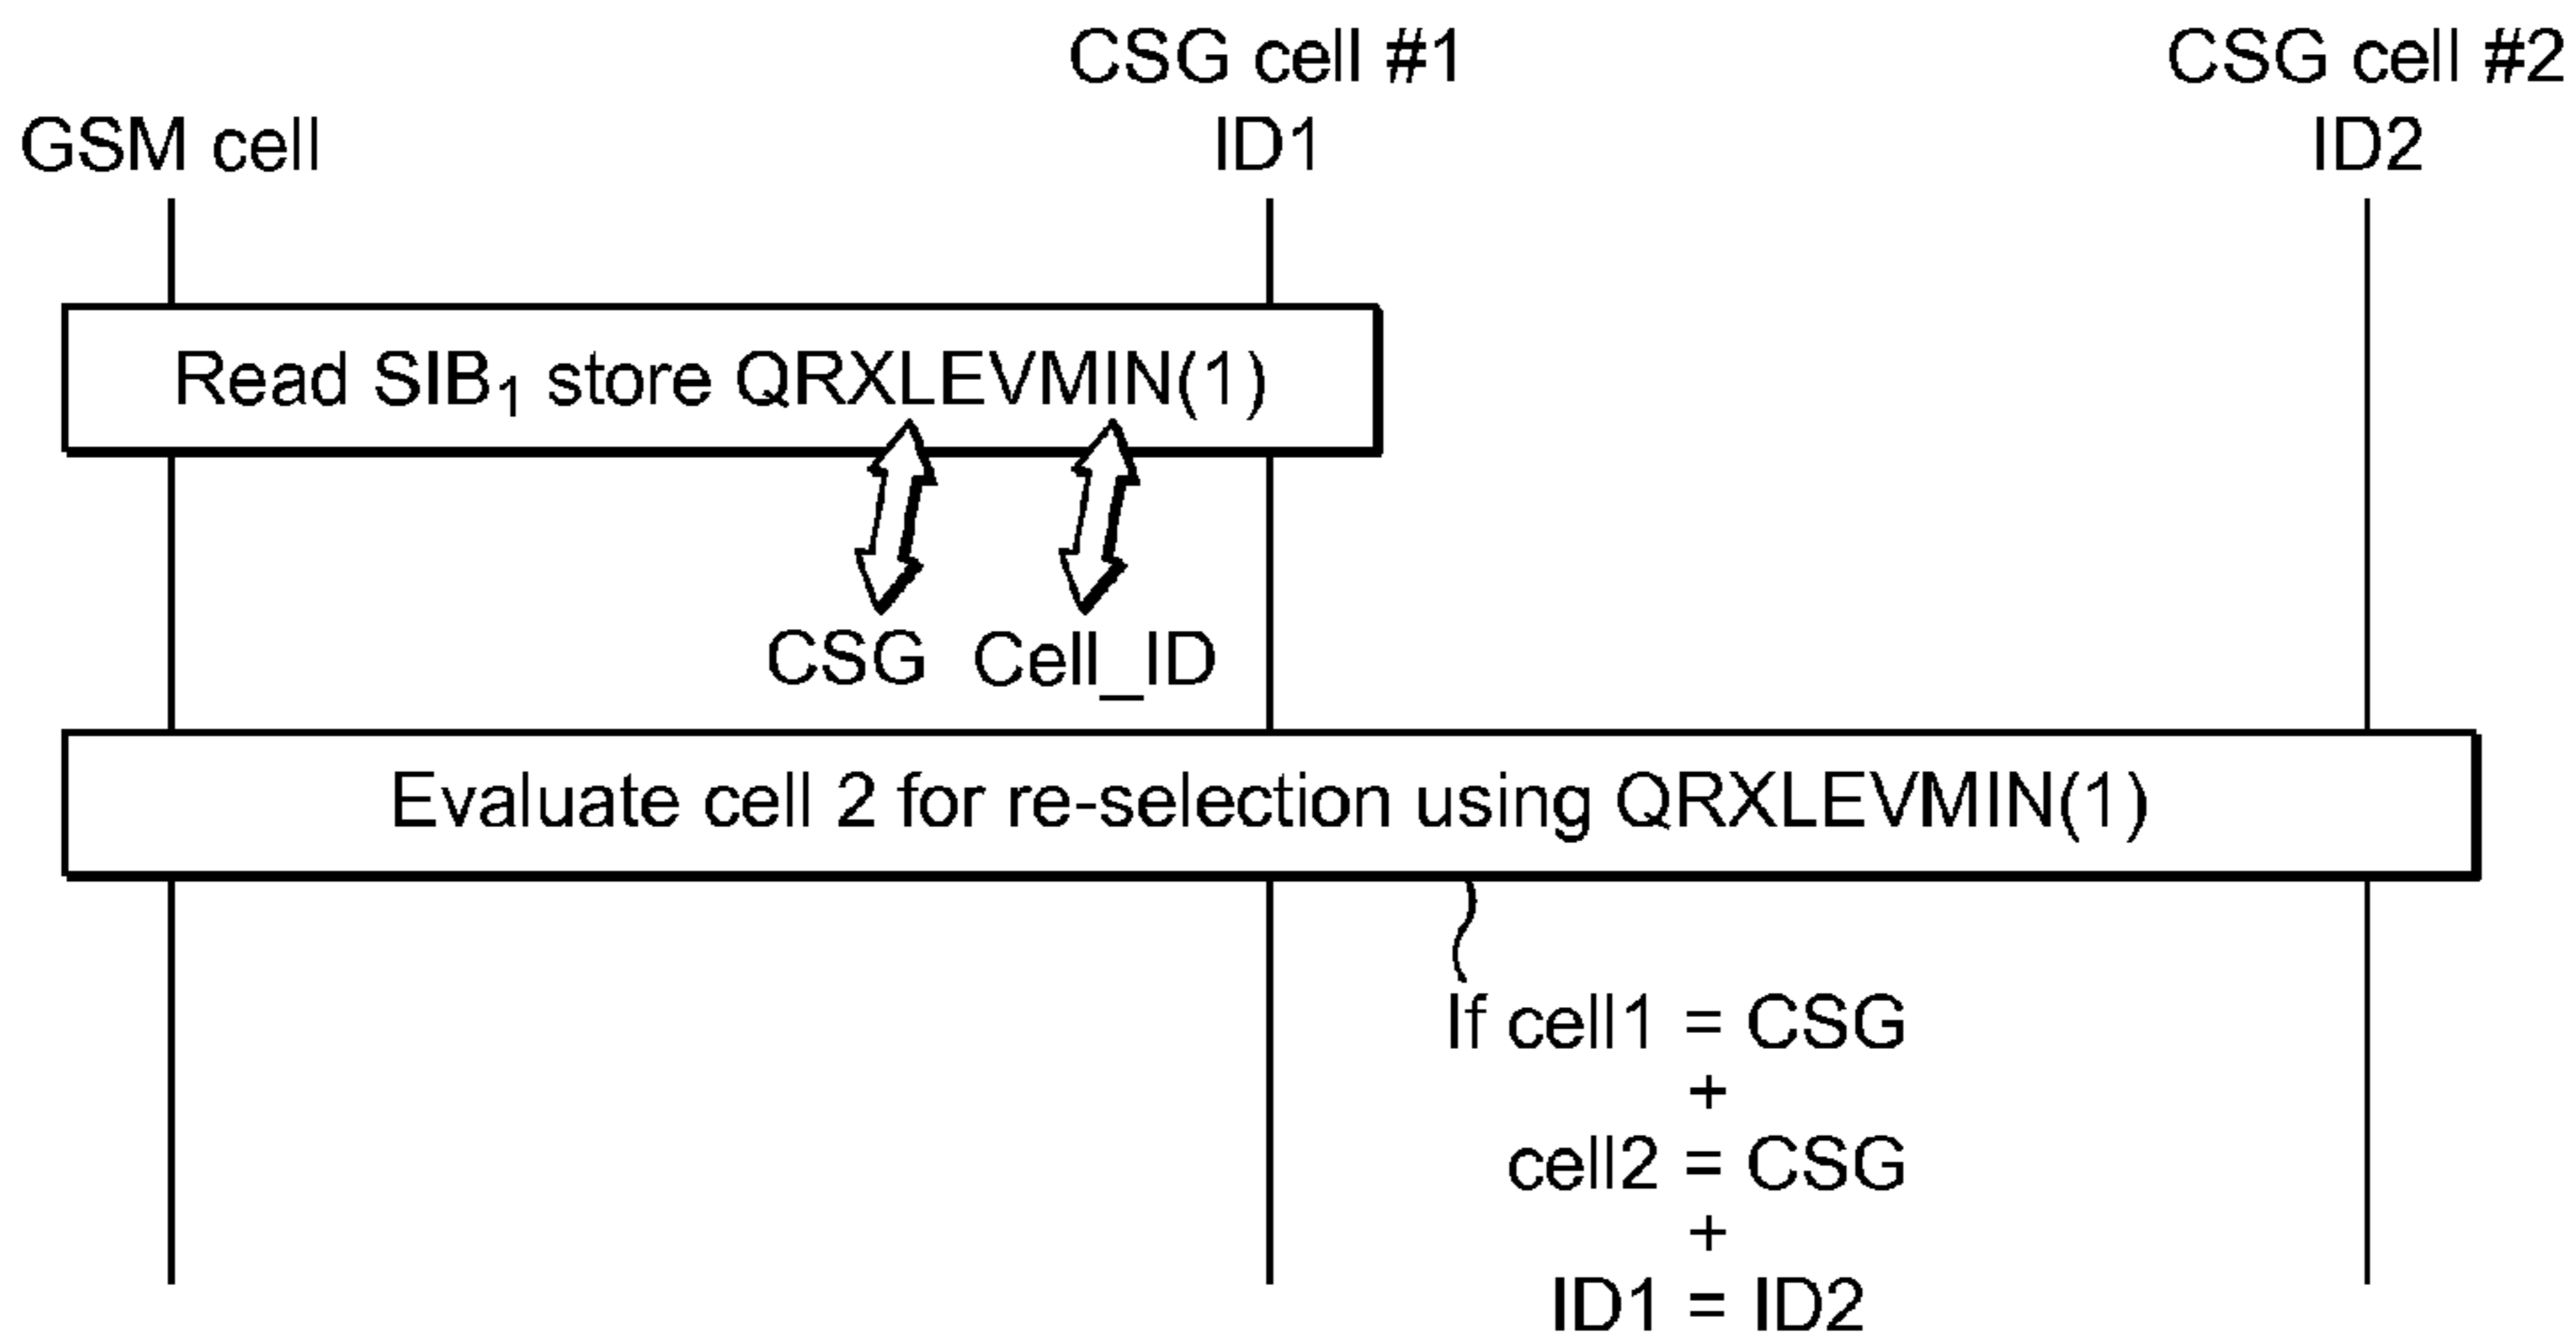 GSM cell
CSG cell #1
ID1
CSG cell #2
ID2
Read SIB₁ store QRXLEVMIN(1)
CSG Cell_ID
Evaluate cell 2 for re-selection using QRXLEVMIN(1)
If cell1 = CSG
+
cell2 = CSG
+
ID1 = ID2